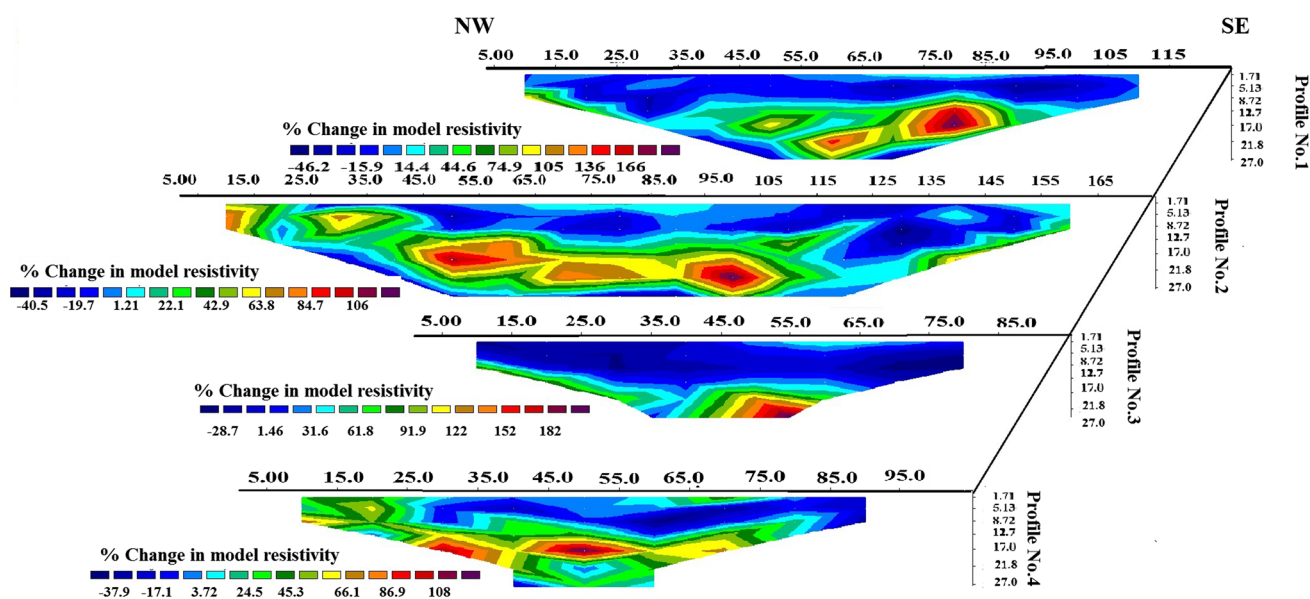 NW SE
5.00 15.0 25.0 35.0 45.0 55.0 65.0 75.0 85.0 95.0 105 115
1.71
5.13
8.72
12.7
17.0
21.8
27.0
Profile No.1
% Change in model resistivity
-46.2 -15.9 14.4 44.6 74.9 105 136 166
5.00 15.0 25.0 35.0 45.0 55.0 65.0 75.0 85.0 95.0 105 115 125 135 145 155 165
1.71
5.13
8.72
12.7
17.0
21.8
27.0
Profile No.2
% Change in model resistivity
-40.5 -19.7 1.21 22.1 42.9 63.8 84.7 106
5.00 15.0 25.0 35.0 45.0 55.0 65.0 75.0 85.0
1.71
5.13
8.72
12.7
17.0
21.8
27.0
Profile No.3
% Change in model resistivity
-28.7 1.46 31.6 61.8 91.9 122 152 182
5.00 15.0 25.0 35.0 45.0 55.0 65.0 75.0 85.0 95.0
1.71
5.13
8.72
12.7
17.0
21.8
27.0
Profile No.4
% Change in model resistivity
-37.9 -17.1 3.72 24.5 45.3 66.1 86.9 108